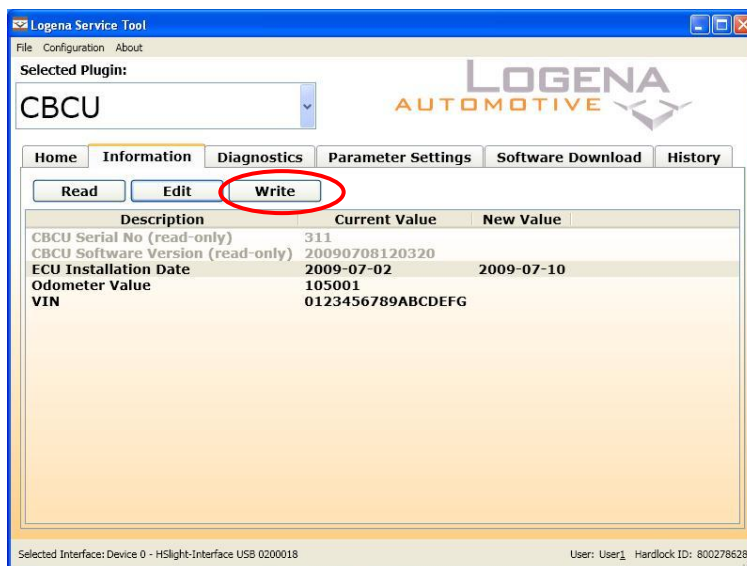 Logena Service Tool
File Configuration About
Selected Plugin:
CBCU
LOGENA
AUTOMOTIVE
Home Information Diagnostics Parameter Settings Software Download History
Read Edit Write
Description Current Value New Value
CBCU Serial No (read-only) 311
CBCU Software Version (read-only) 20090708120320
ECU Installation Date 2009-07-02 2009-07-10
Odometer Value 105001
VIN 0123456789ABCDEFG
Selected Interface: Device 0 - HSlight-Interface USB 0200018 User: User1 Hardlock ID: 800278628